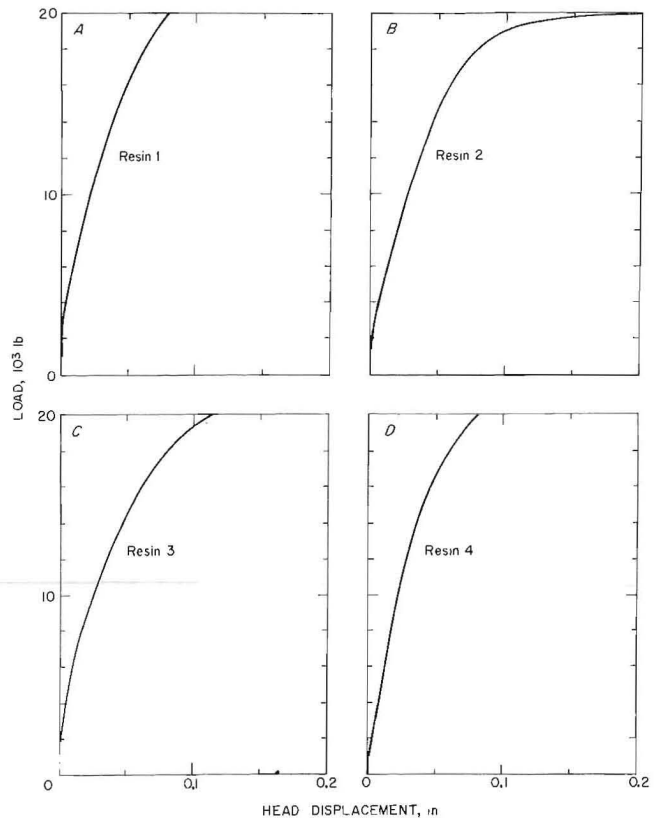 20
A
Resin 1
10
0
B
Resin 2
LOAD, 10³ lb
20
C
Resin 3
10
0
0.1
0.2
D
Resin 4
0
0.1
0.2
HEAD DISPLACEMENT, in